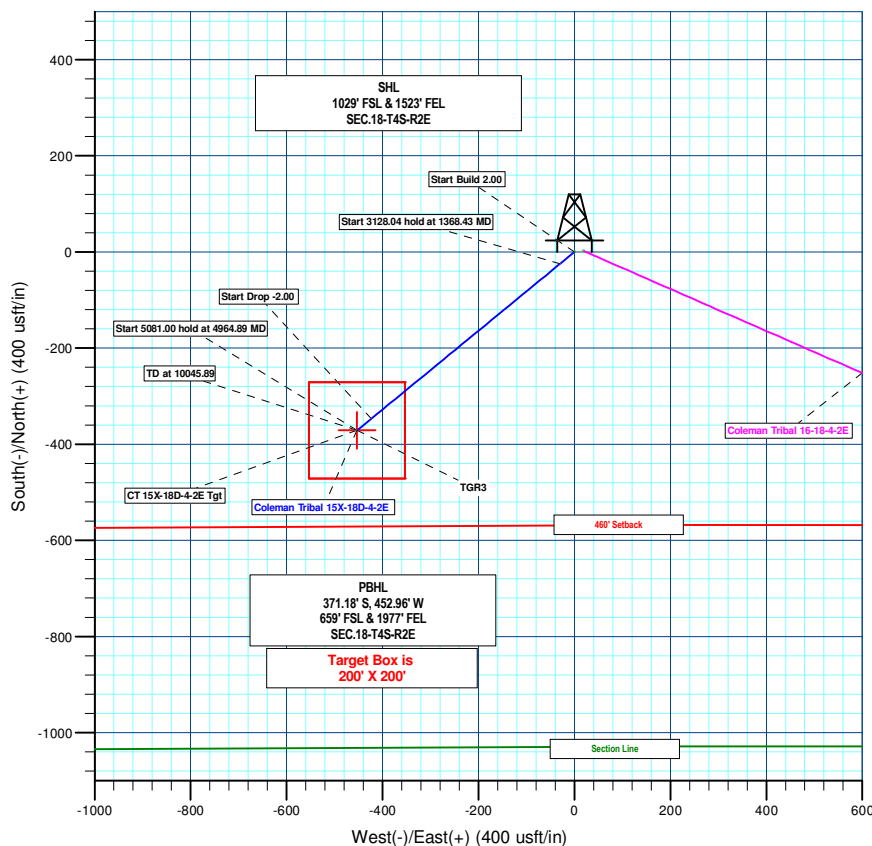 400
200
0
-200
-400
-600
-800
-1000
South(-)/North(+) (400 usft/in)
SHL
1029' FSL & 1523' FEL
SEC.18-T4S-R2E
Start Build 2.00
Start 3128.04 hold at 1368.43 MD
Start Drop -2.00
Start 5081.00 hold at 4964.89 MD
TD at 10045.89
Coleman Tribal 16-18-4-2E
CT 15X-18D-4-2E Tgt
TGR3
Coleman Tribal 15X-18D-4-2E
460' Setback
PBHL
371.18' S, 452.96' W
659' FSL & 1977' FEL
SEC.18-T4S-R2E
Target Box is
200' X 200'
Section Line
-1000 -800 -600 -400 -200 0 200 400 600
West(-)/East(+) (400 usft/in)